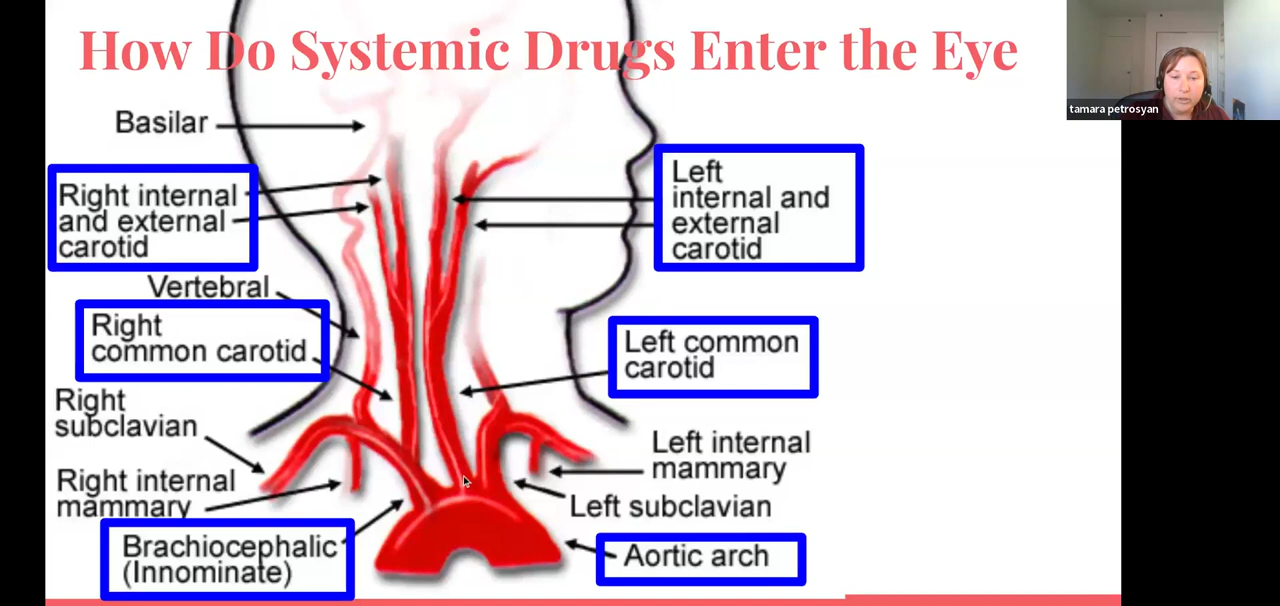 How Do Systemic Drugs Enter the Eye
tamara petrosyan
Basilar
Right internal
and external
carotid
Left
internal and
external
carotid
Vertebral
Right
common carotid
Left common
carotid
Right
subclavian
Left internal
mammary
Right internal
mammary
Left subclavian
Brachiocephalic
(Innominate)
Aortic arch